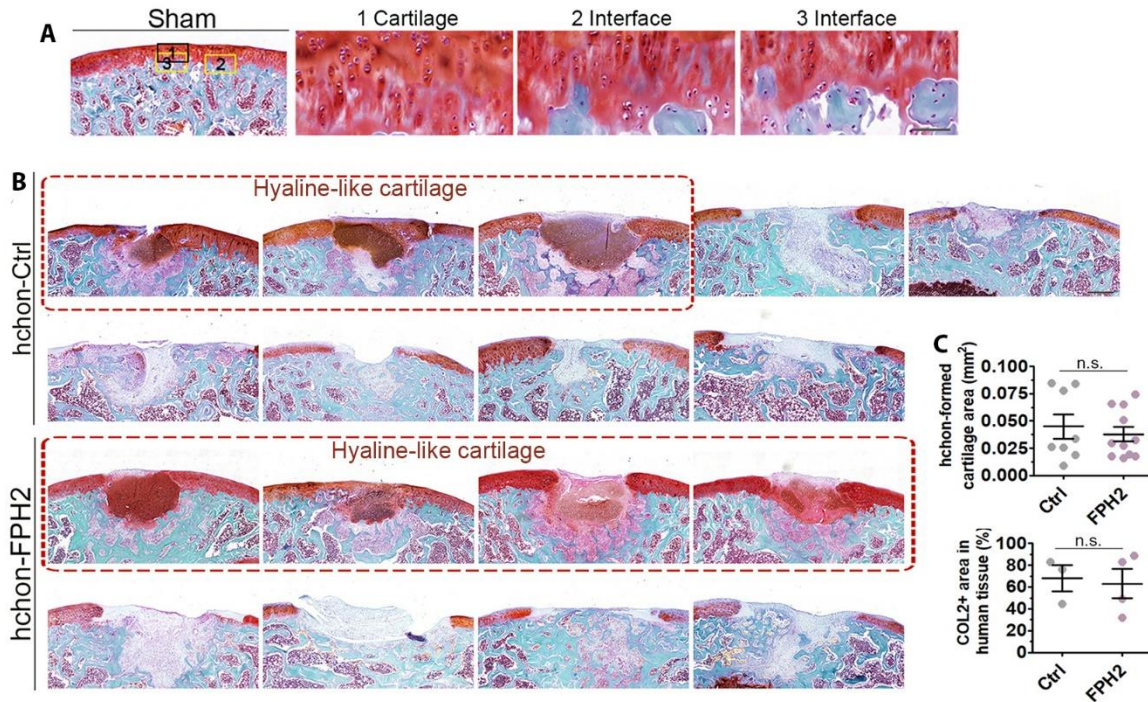 A
Sham
1 Cartilage
2 Interface
3 Interface
1
3
2
B
hchon-Ctrl
Hyaline-like cartilage
hchon-FPH2
Hyaline-like cartilage
C
hchon-formed
cartilage area (mm²)
0.100
0.075
0.050
0.025
0.000
n.s.
Ctrl
FPH2
COL2+ area in
human tissue (%)
100
80
60
40
20
0
n.s.
Ctrl
FPH2